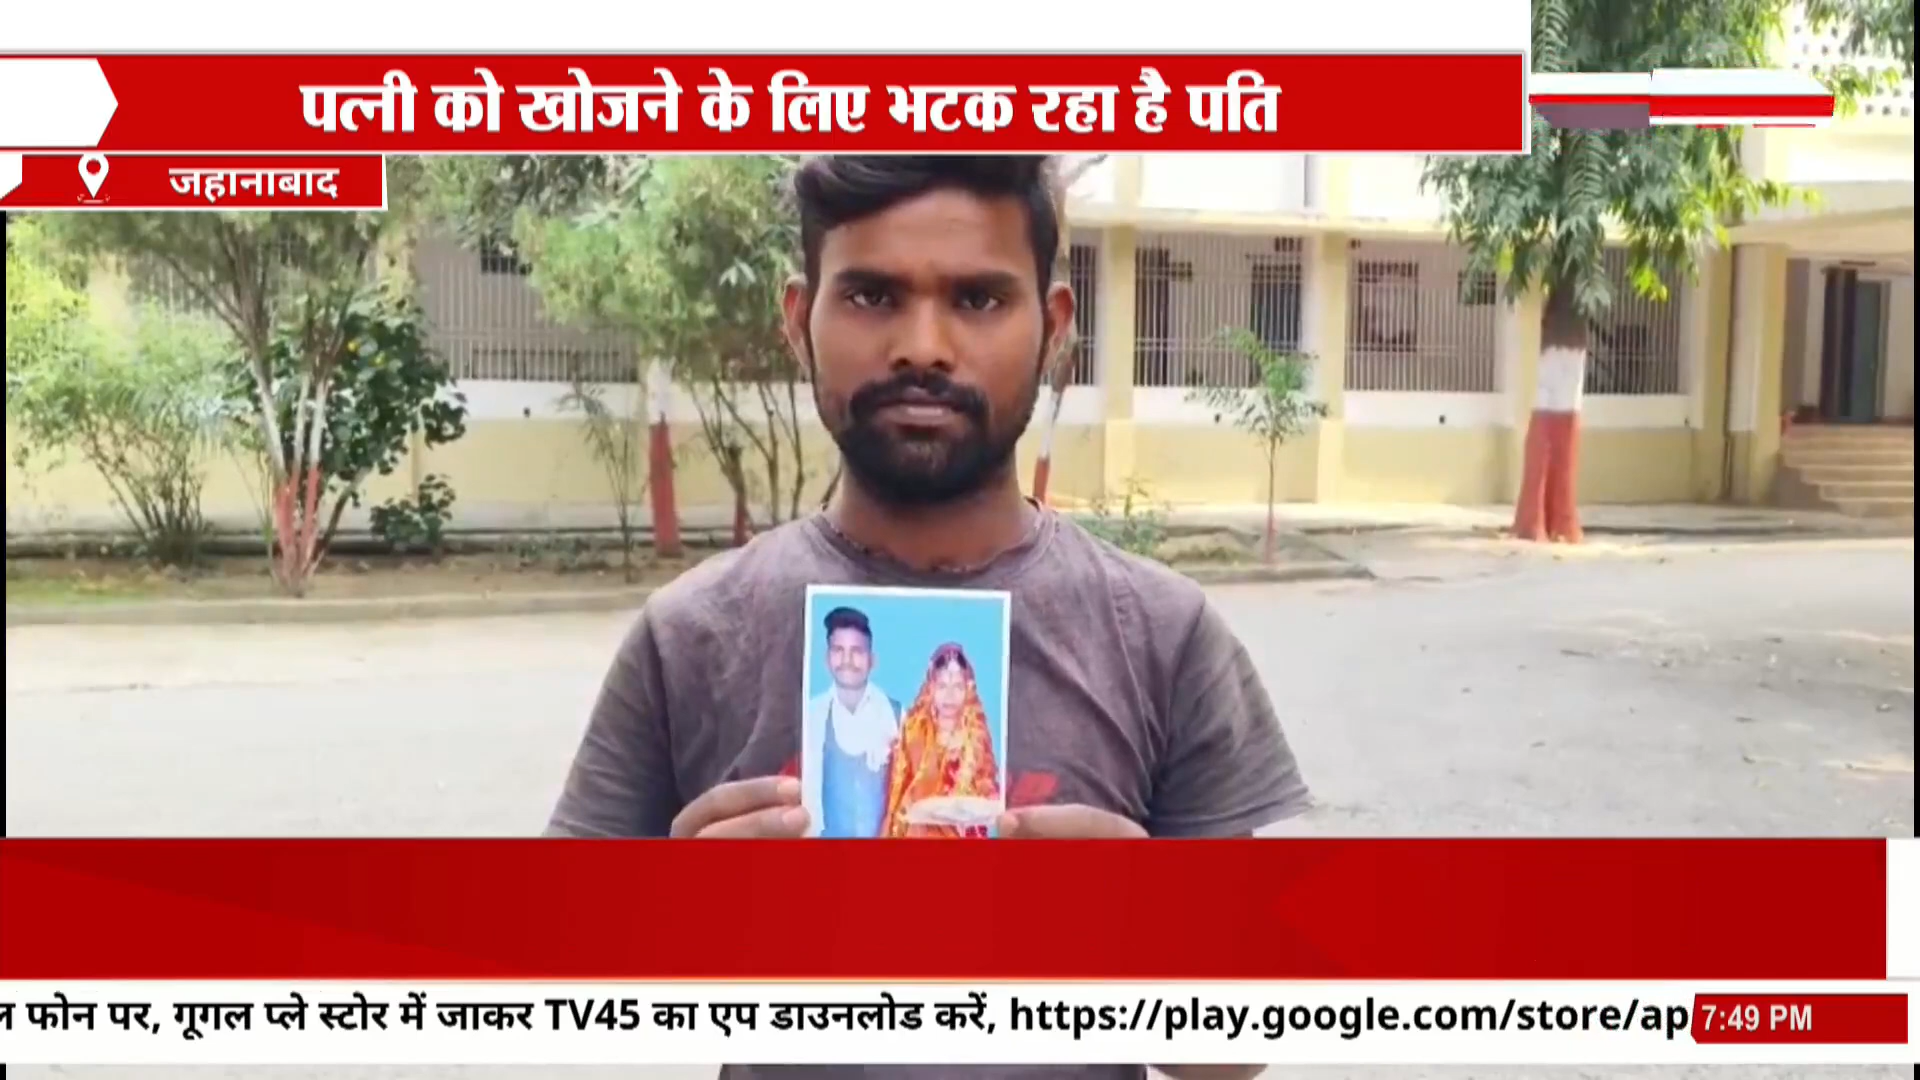 पत्नी को खोजने के लिए भटक रहा है पति
जहानाबाद
फोन पर, गूगल प्ले स्टोर में जाकर TV45 का एप डाउनलोड करें, https://play.google.com/store/ap
7:49 PM